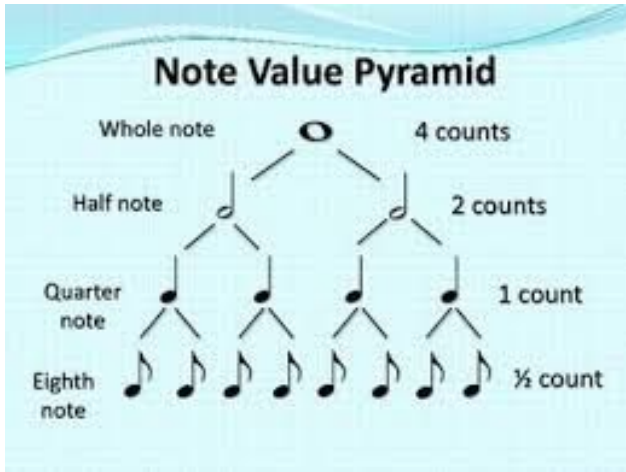 Note Value Pyramid
Whole note 4 counts
Half note 2 counts
Quarter
note 1 count
Eighth
note ½ count